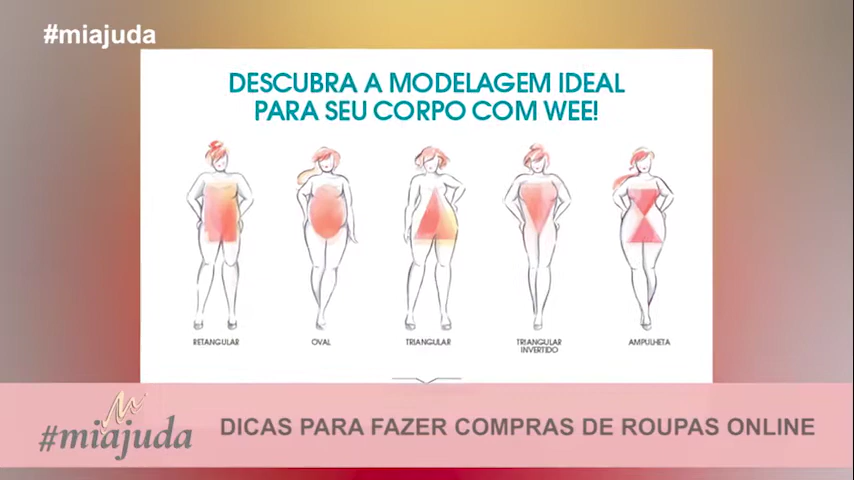 #miajuda
DESCUBRA A MODELAGEM IDEAL
PARA SEU CORPO COM WEE!
RETANGULAR
OVAL
TRIANGULAR
TRIANGULAR
INVERTIDO
AMPULHETA
#miajuda
DICAS PARA FAZER COMPRAS DE ROUPAS ONLINE